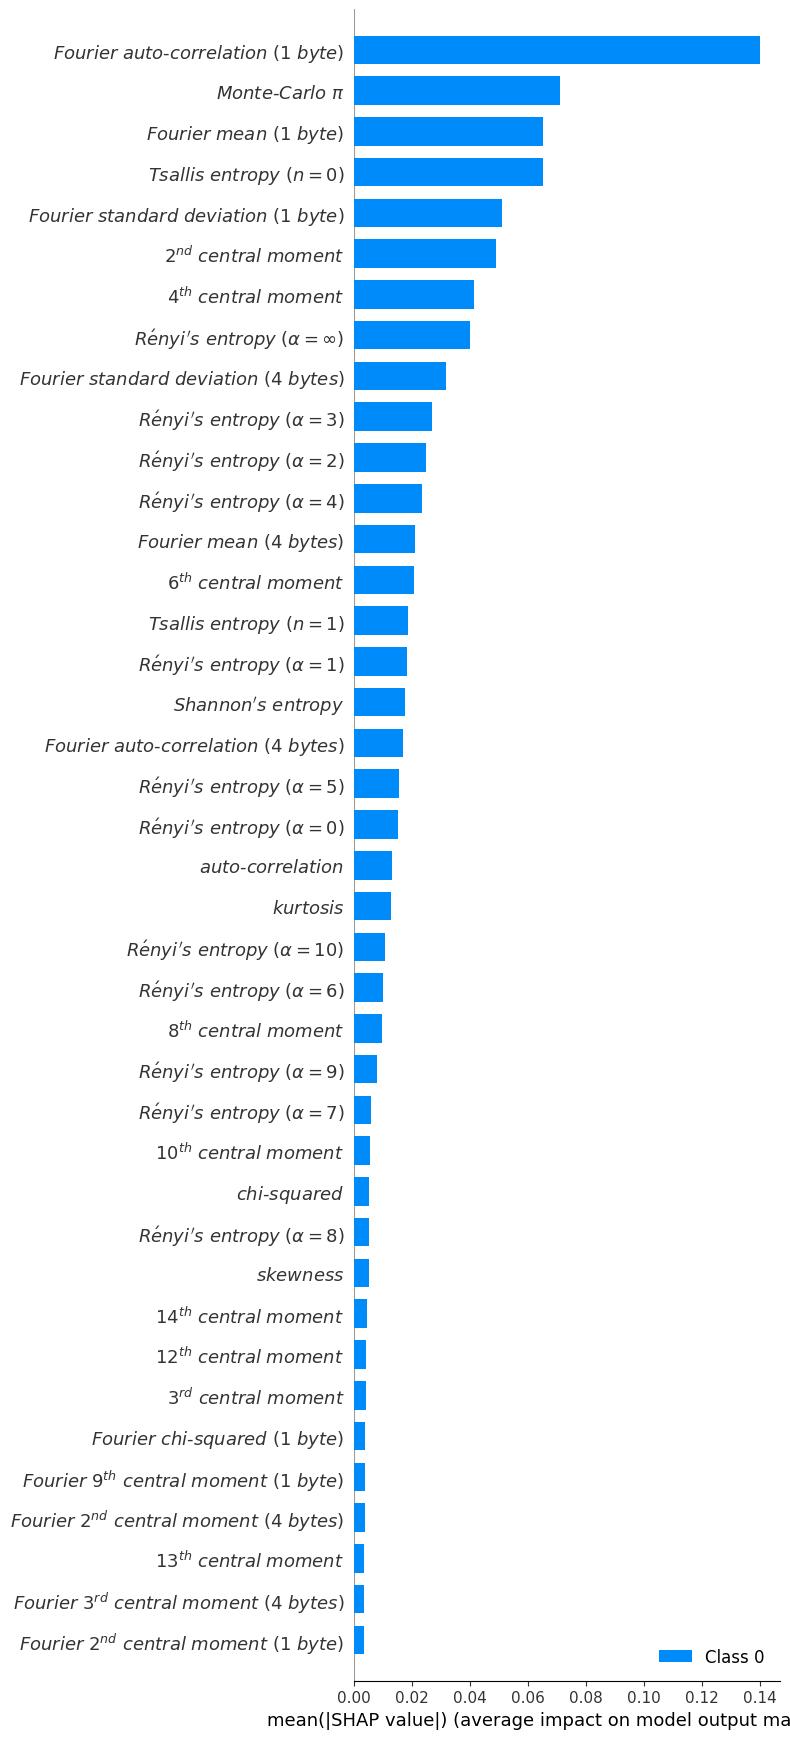 Fourier auto-correlation (1 byte)
Monte-Carlo π
Fourier mean (1 byte)
Tsallis entropy (n = 0)
Fourier standard deviation (1 byte)
2nd central moment
4th central moment
Rényi′s entropy (α = ∞)
Fourier standard deviation (4 bytes)
Rényi′s entropy (α = 3)
Rényi′s entropy (α = 2)
Rényi′s entropy (α = 4)
Fourier mean (4 bytes)
6th central moment
Tsallis entropy (n = 1)
Rényi′s entropy (α = 1)
Shannon′s entropy
Fourier auto-correlation (4 bytes)
Rényi′s entropy (α = 5)
Rényi′s entropy (α = 0)
auto-correlation
kurtosis
Rényi′s entropy (α = 10)
Rényi′s entropy (α = 6)
8th central moment
Rényi′s entropy (α = 9)
Rényi′s entropy (α = 7)
10th central moment
chi-squared
Rényi′s entropy (α = 8)
skewness
14th central moment
12th central moment
3rd central moment
Fourier chi-squared (1 byte)
Fourier 9th central moment (1 byte)
Fourier 2nd central moment (4 bytes)
13th central moment
Fourier 3rd central moment (4 bytes)
Fourier 2nd central moment (1 byte)
Class 0
0.00 0.02 0.04 0.06 0.08 0.10 0.12 0.14
mean(|SHAP value|) (average impact on model output ma